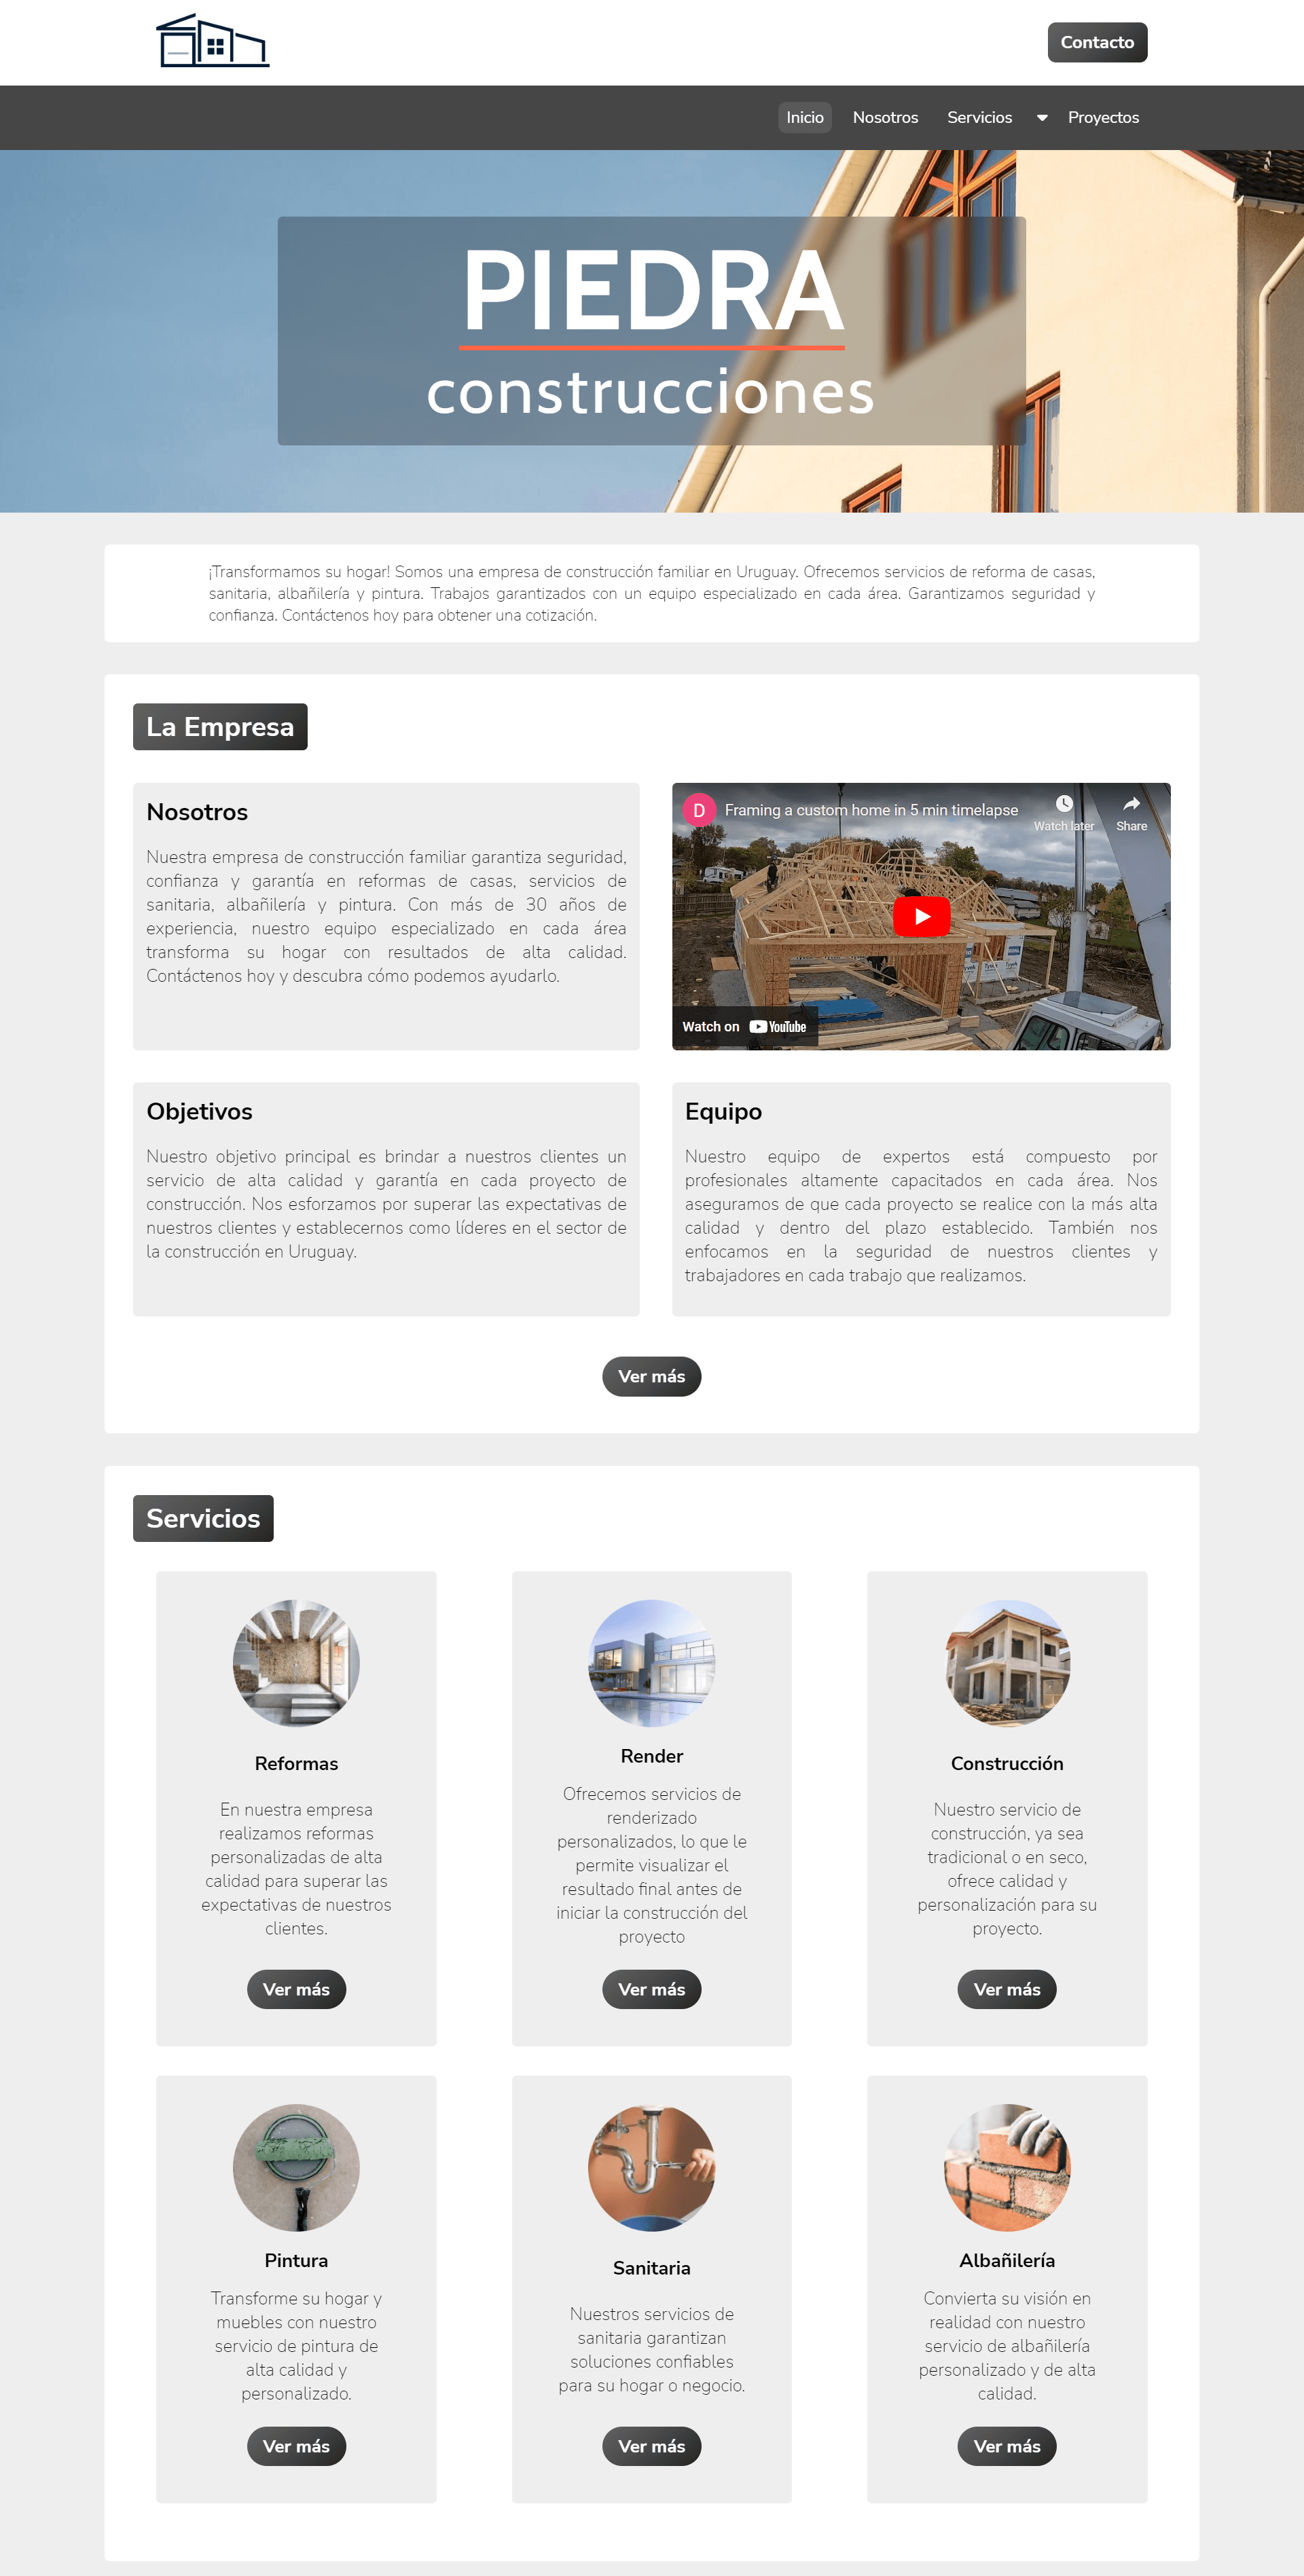 Contacto
Inicio Nosotros Servicios Proyectos
PIEDRA
construcciones
¡Transformamos su hogar! Somos una empresa de construcción familiar en Uruguay. Ofrecemos servicios de reforma de casas,
sanitaria, albañilería y pintura. Trabajos garantizados con un equipo especializado en cada área. Garantizamos seguridad y
confianza. Contáctenos hoy para obtener una cotización.
La Empresa
Nosotros
Nuestra empresa de construcción familiar garantiza seguridad,
confianza y garantía en reformas de casas, servicios de
sanitaria, albañilería y pintura. Con más de 30 años de
experiencia, nuestro equipo especializado en cada área
transforma su hogar con resultados de alta calidad.
Contáctenos hoy y descubra cómo podemos ayudarlo.
D Framing a custom home in 5 min timelapse
Watch later Share
Watch on YouTube
Objetivos
Nuestro objetivo principal es brindar a nuestros clientes un
servicio de alta calidad y garantía en cada proyecto de
construcción. Nos esforzamos por superar las expectativas de
nuestros clientes y establecernos como líderes en el sector de
la construcción en Uruguay.
Equipo
Nuestro equipo de expertos está compuesto por
profesionales altamente capacitados en cada área. Nos
aseguramos de que cada proyecto se realice con la más alta
calidad y dentro del plazo establecido. También nos
enfocamos en la seguridad de nuestros clientes y
trabajadores en cada trabajo que realizamos.
Ver más
Servicios
Reformas
En nuestra empresa
realizamos reformas
personalizadas de alta
calidad para superar las
expectativas de nuestros
clientes.
Ver más
Render
Ofrecemos servicios de
renderizado
personalizados, lo que le
permite visualizar el
resultado final antes de
iniciar la construcción del
proyecto
Ver más
Construcción
Nuestro servicio de
construcción, ya sea
tradicional o en seco,
ofrece calidad y
personalización para su
proyecto.
Ver más
Pintura
Transforme su hogar y
muebles con nuestro
servicio de pintura de
alta calidad y
personalizado.
Ver más
Sanitaria
Nuestros servicios de
sanitaria garantizan
soluciones confiables
para su hogar o negocio.
Ver más
Albañilería
Convierta su visión en
realidad con nuestro
servicio de albañilería
personalizado y de alta
calidad.
Ver más